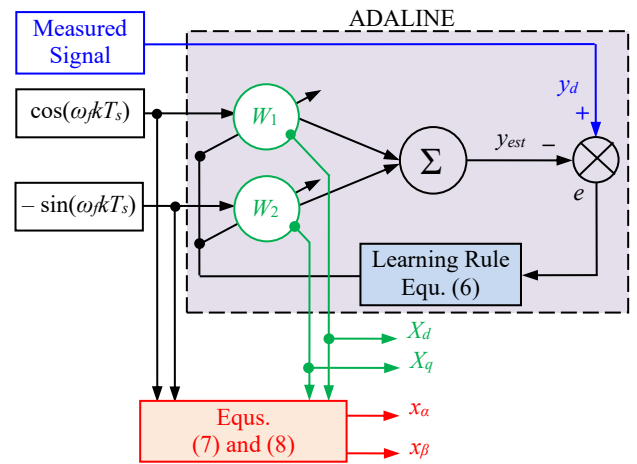 ADALINE
Measured
Signal
y_d
+
cos(ω_f kT_s)
W_1
Σ
y_est
−
e
− sin(ω_f kT_s)
W_2
Learning Rule
Equ. (6)
X_d
X_q
Equs.
(7) and (8)
x_α
x_β